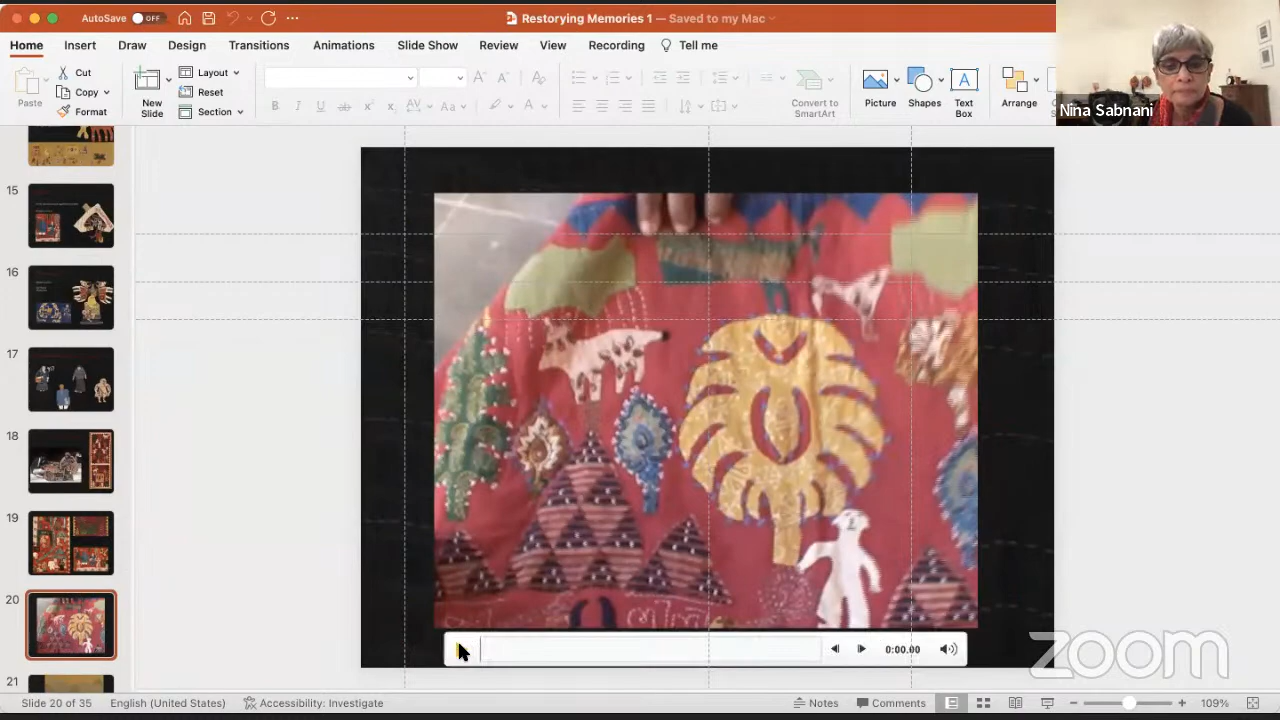 AutoSave OFF
Restorying Memories 1 — Saved to my Mac
Home Insert Draw Design Transitions Animations Slide Show Review View Recording Tell me
Paste
Cut
Copy
Format
New Slide
Layout
Reset
Section
Convert to SmartArt
Picture
Shapes
Text Box
Arrange
Nina Sabnani
15
16
17
18
19
20
21
0:00.00
zoom
Slide 20 of 35 English (United States) Accessibility: Investigate Notes Comments 109%